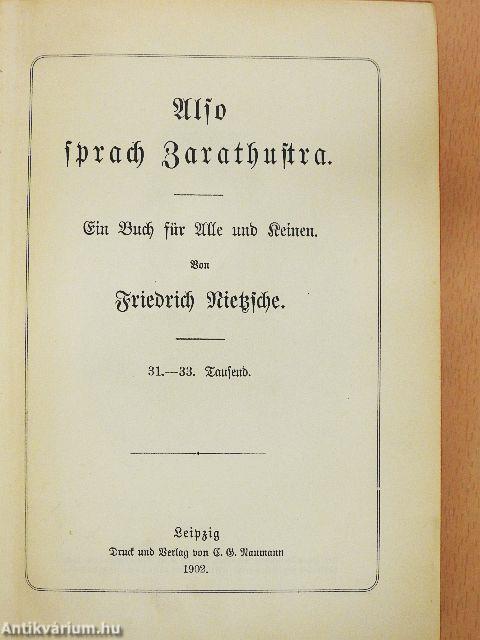 Also
sprach Zarathustra.
Ein Buch für Alle und Keinen.
Von
Friedrich Nietzsche.
31.—33. Tausend.
Leipzig
Druck und Verlag von C. G. Naumann
1902.
Antikvárium.hu